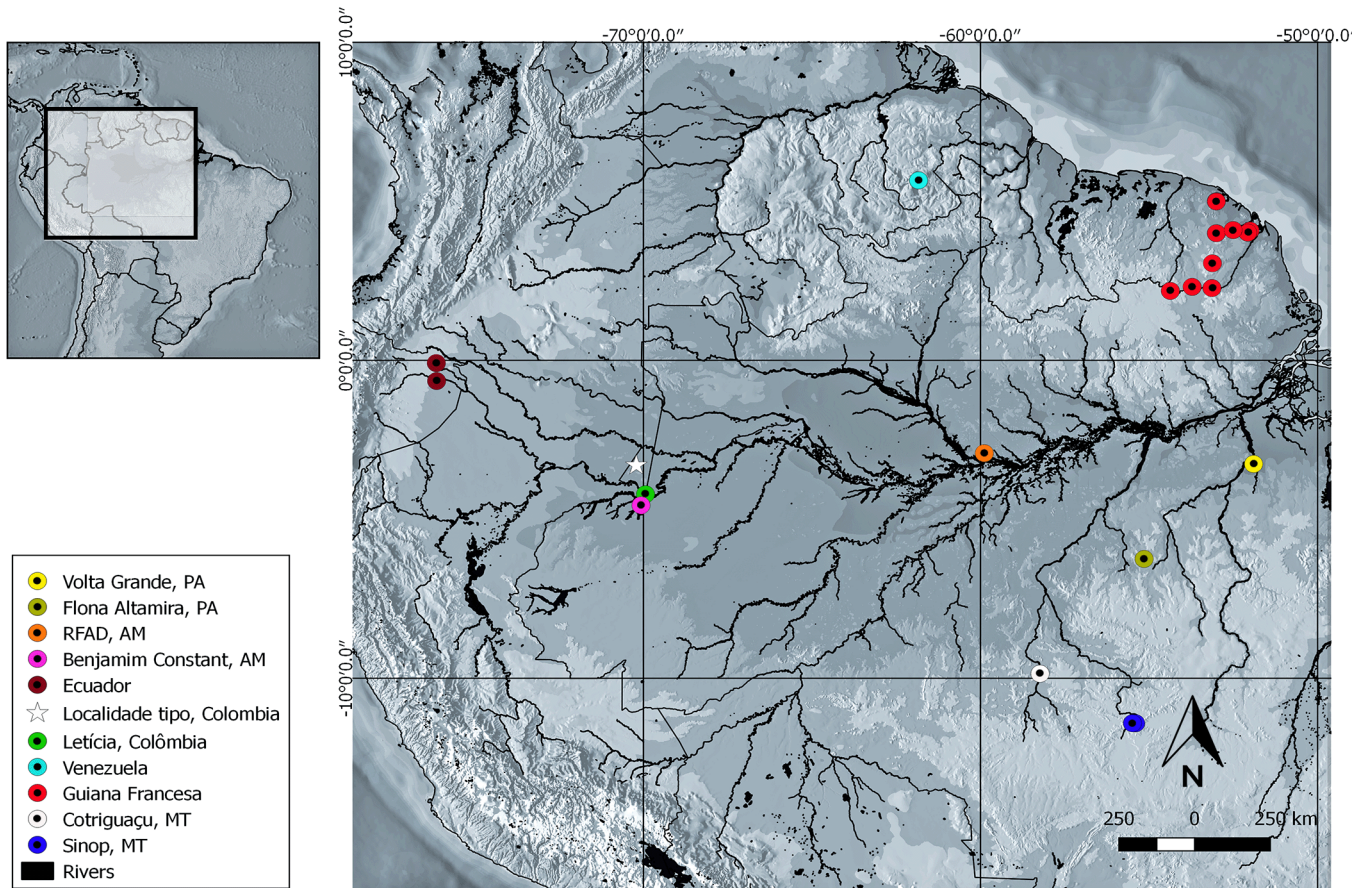 -70°0'0.0"
-60°0'0.0"
-50°0'0.0"
10°0'0.0"
0°0'0.0"
-10°0'0.0"
Volta Grande, PA
Flona Altamira, PA
RFAD, AM
Benjamim Constant, AM
Ecuador
Localidade tipo, Colombia
Letícia, Colômbia
Venezuela
Guiana Francesa
Cotriguaçu, MT
Sinop, MT
Rivers
N
250 0 250 km